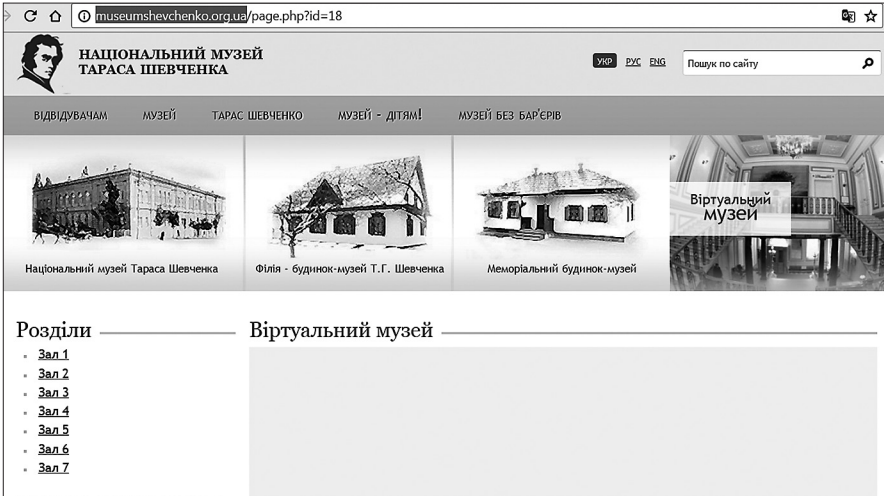 museumshevchenko.org.ua/page.php?id=18
НАЦІОНАЛЬНИЙ МУЗЕЙ
ТАРАСА ШЕВЧЕНКА
УКР РУС ENG
Пошук по сайту
ВІДВІДУВАЧАМ МУЗЕЙ ТАРАС ШЕВЧЕНКО МУЗЕЙ - ДІТЯМ! МУЗЕЙ БЕЗ БАР'ЄРІВ
Віртуальний
музей
Національний музей Тараса Шевченка
Філія - будинок-музей Т.Г. Шевченка
Меморіальний будинок-музей
Розділи
Зал 1
Зал 2
Зал 3
Зал 4
Зал 5
Зал 6
Зал 7
Віртуальний музей